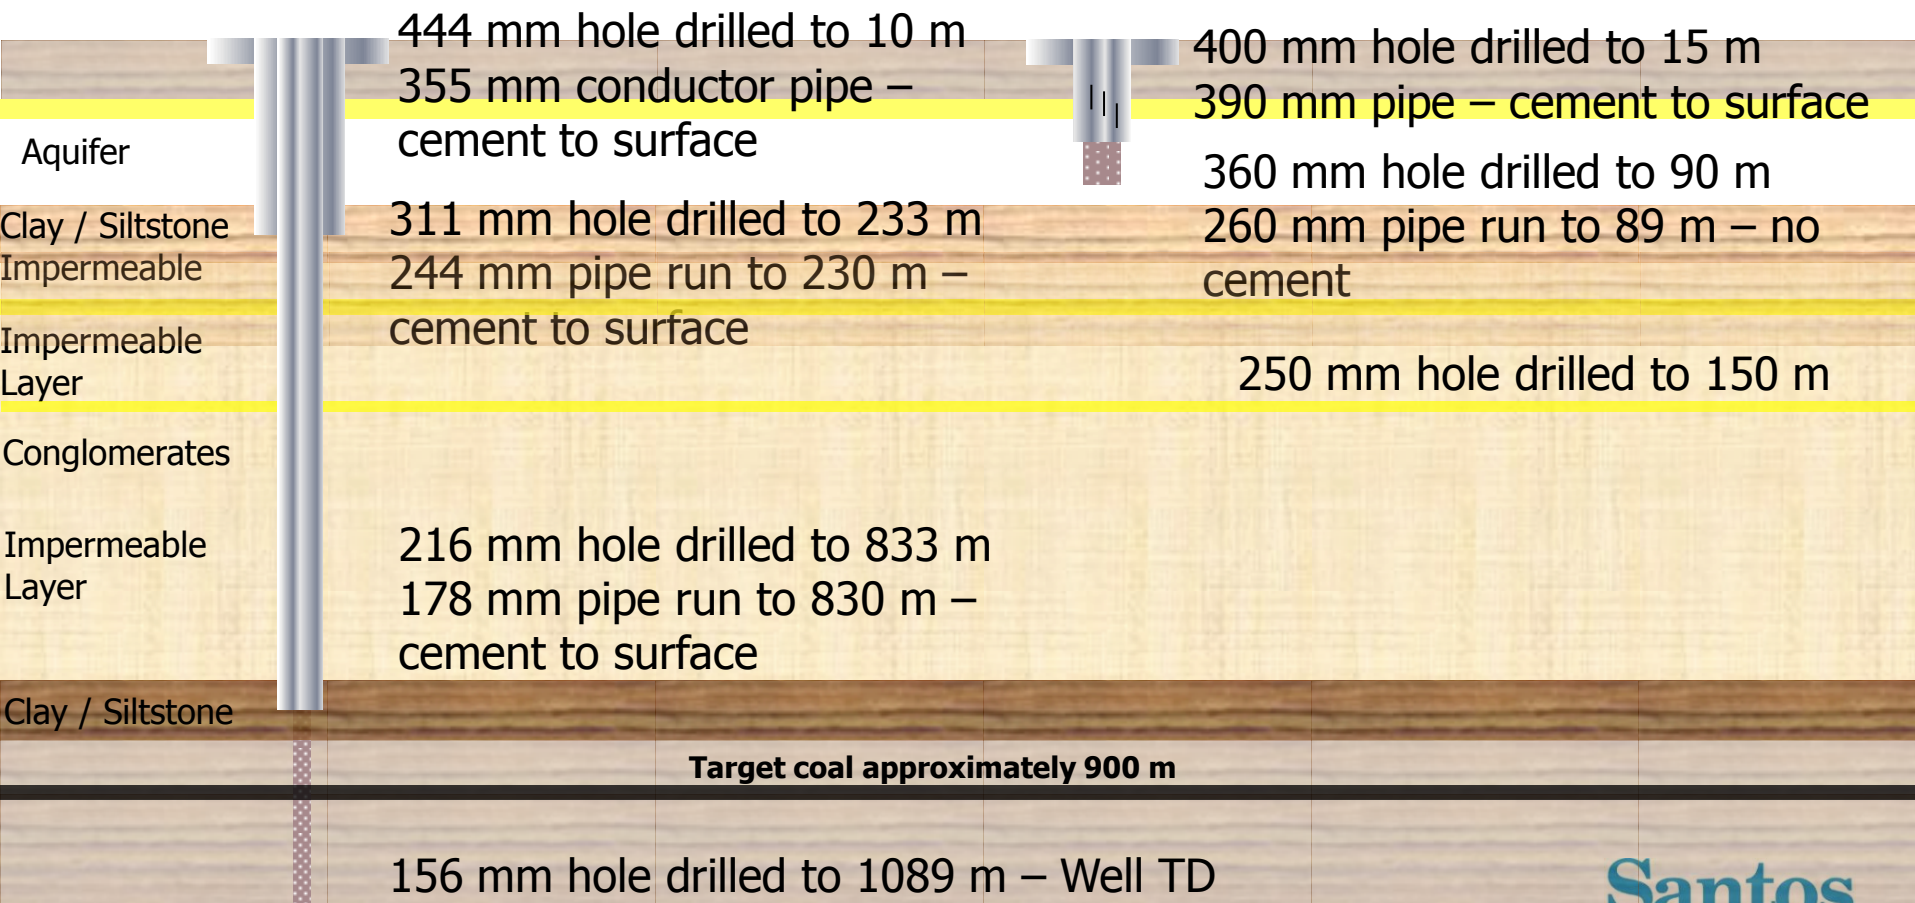 444 mm hole drilled to 10 m
355 mm conductor pipe –
cement to surface
400 mm hole drilled to 15 m
390 mm pipe – cement to surface
Aquifer
360 mm hole drilled to 90 m
260 mm pipe run to 89 m – no
cement
Clay / Siltstone
Impermeable
311 mm hole drilled to 233 m
244 mm pipe run to 230 m –
cement to surface
Impermeable
Layer
250 mm hole drilled to 150 m
Conglomerates
Impermeable
Layer
216 mm hole drilled to 833 m
178 mm pipe run to 830 m –
cement to surface
Clay / Siltstone
Target coal approximately 900 m
156 mm hole drilled to 1089 m – Well TD
Santos